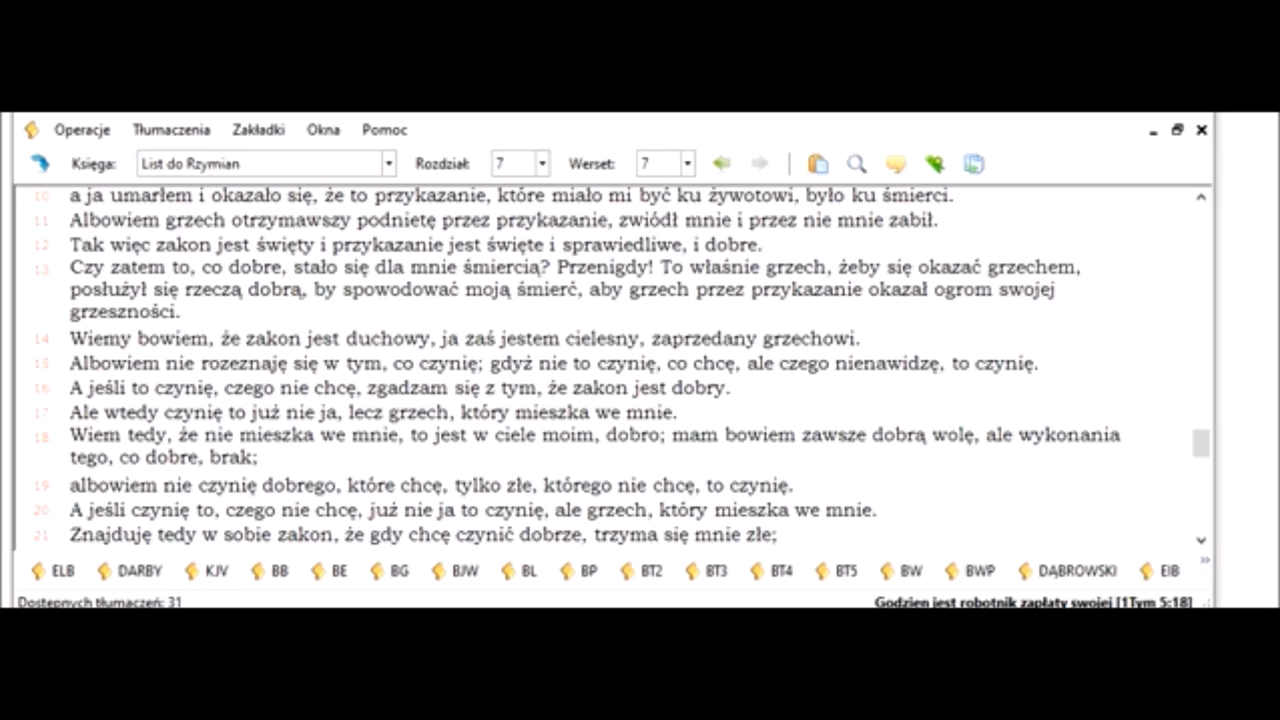 Operacje Tłumaczenia Zakładki Okna Pomoc
Księga: List do Rzymian Rozdział: 7 Werset: 7
10 a ja umarłem i okazało się, że to przykazanie, które miało mi być ku żywotowi, było ku śmierci.
11 Albowiem grzech otrzymawszy podnietę przez przykazanie, zwiódł mnie i przez nie mnie zabił.
12 Tak więc zakon jest święty i przykazanie jest święte i sprawiedliwe, i dobre.
13 Czy zatem to, co dobre, stało się dla mnie śmiercią? Przenigdy! To właśnie grzech, żeby się okazać grzechem,
posłużył się rzeczą dobrą, by spowodować moją śmierć, aby grzech przez przykazanie okazał ogrom swojej
grzeszności.
14 Wiemy bowiem, że zakon jest duchowy, ja zaś jestem cielesny, zaprzedany grzechowi.
15 Albowiem nie rozeznaję się w tym, co czynię; gdyż nie to czynię, co chcę, ale czego nienawidzę, to czynię.
16 A jeśli to czynię, czego nie chcę, zgadzam się z tym, że zakon jest dobry.
17 Ale wtedy czynię to już nie ja, lecz grzech, który mieszka we mnie.
18 Wiem tedy, że nie mieszka we mnie, to jest w ciele moim, dobro; mam bowiem zawsze dobrą wolę, ale wykonania
tego, co dobre, brak;
19 albowiem nie czynię dobrego, które chcę, tylko złe, którego nie chcę, to czynię.
20 A jeśli czynię to, czego nie chcę, już nie ja to czynię, ale grzech, który mieszka we mnie.
21 Znajduję tedy w sobie zakon, że gdy chcę czynić dobrze, trzyma się mnie złe;
ELB DARBY KJV BB BE BG BJW BL BP BT2 BT3 BT4 BT5 BW BWP DĄBROWSKI EIB
Dostępnych tłumaczeń: 31 Godzien jest robotnik zapłaty swojej [1Tym 5:18]